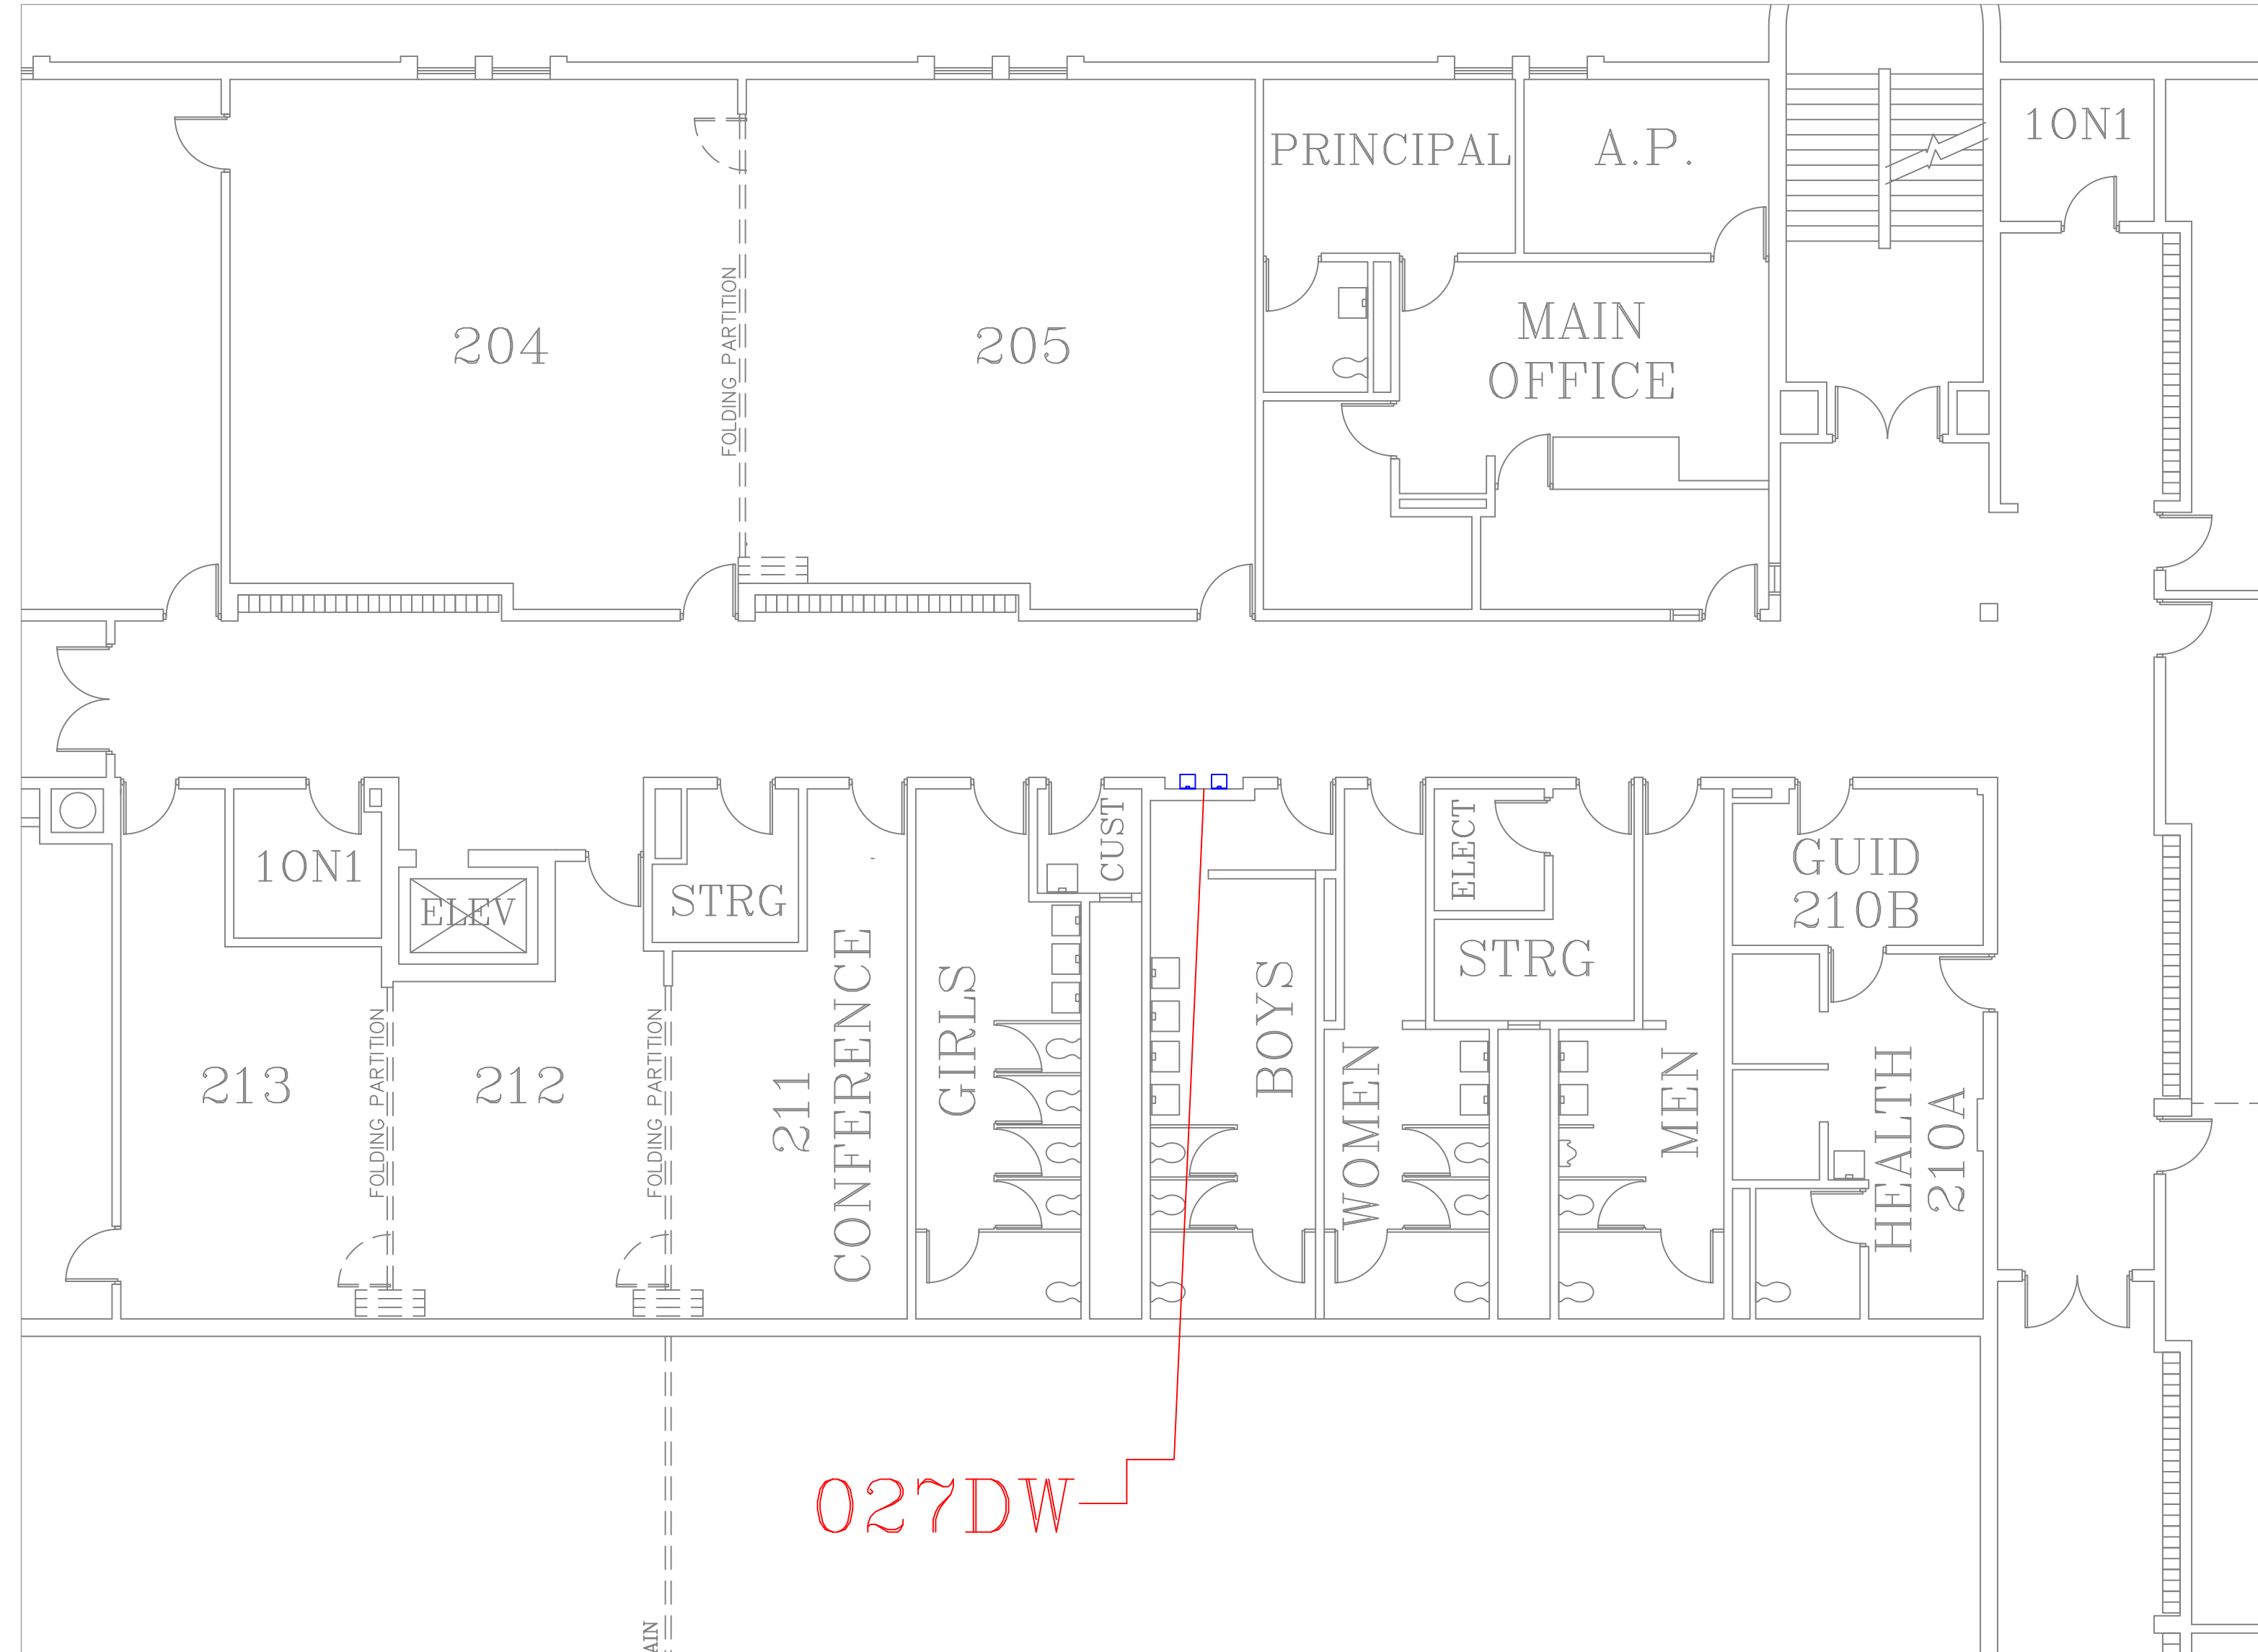 1ON1
PRINCIPAL
A.P.
MAIN
OFFICE
204
FOLDING PARTITION
205
1ON1
ELEV
STRG
CUST
ELECT
GUID
210B
STRG
213
FOLDING PARTITION
212
FOLDING PARTITION
211
CONFERENCE
GIRLS
BOYS
WOMEN
MEN
HEALTH
210A
027DW